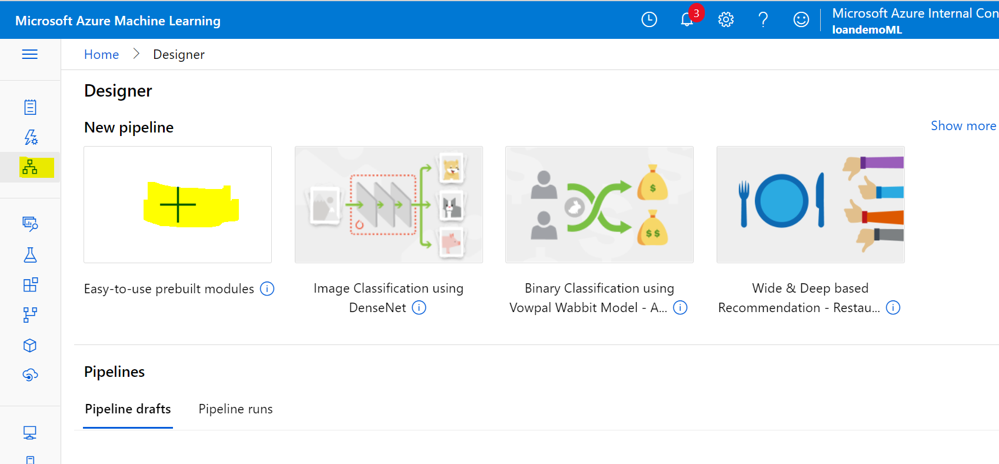 Microsoft Azure Machine Learning
3
?
Microsoft Azure Internal Con
loandemoML
Home > Designer
Designer
New pipeline
Show more
$
$$
Easy-to-use prebuilt modules
Image Classification using
DenseNet
Binary Classification using
Vowpal Wabbit Model - A...
Wide & Deep based
Recommendation - Restau...
Pipelines
Pipeline drafts
Pipeline runs